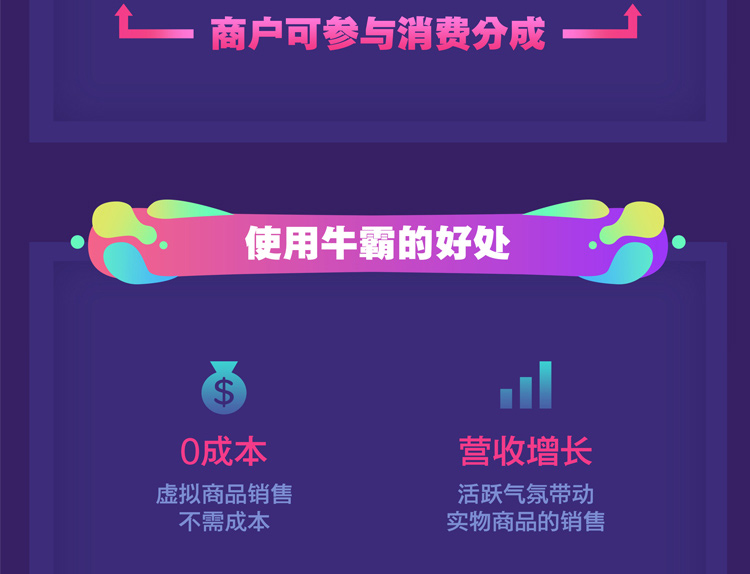 商户可参与消费分成
使用牛霸的好处
0成本
营收增长
虚拟商品销售
不需成本
活跃气氛带动
实物商品的销售